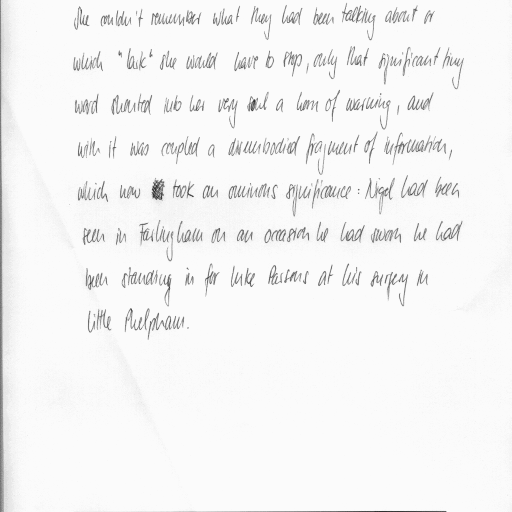 She couldn't remember what they had been talking about or
which "lark" she would have to stop, only that significant tiny
word shouted into her very soul a horn of warning, and
with it was coupled a disembodied fragment of information,
which now took an ominous significance: Nigel had been
seen in Farlingham on an occasion he had sworn he had
been standing in for Luke Parsons at his surgery in
Little Phelpham.